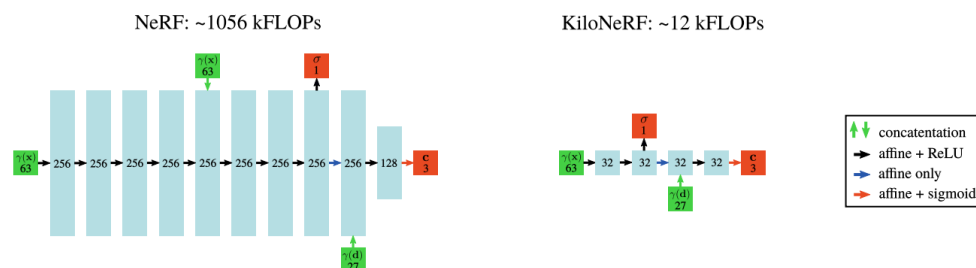 NeRF: ~1056 kFLOPs
γ(x)
63
σ
1
γ(x)
63
256
256
256
256
256
256
256
256
256
128
c
3
γ(d)
27
KiloNeRF: ~12 kFLOPs
σ
1
γ(x)
63
32
32
32
32
c
3
γ(d)
27
concatentation
affine + ReLU
affine only
affine + sigmoid